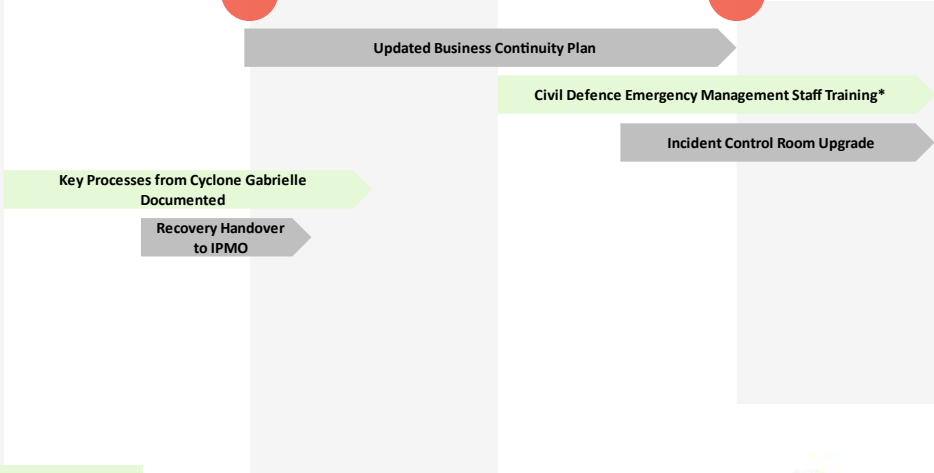 Updated Business Continuity Plan
Civil Defence Emergency Management Staff Training*
Incident Control Room Upgrade
Key Processes from Cyclone Gabrielle
Documented
Recovery Handover
to IPMO